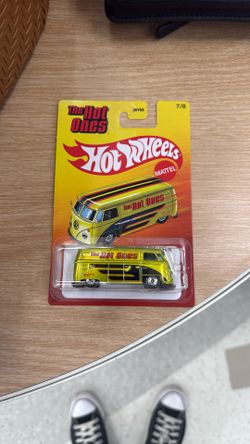 The Hot
Ones
7/8
Hot Wheels
MATTEL
The Hot Ones
The Hot Ones